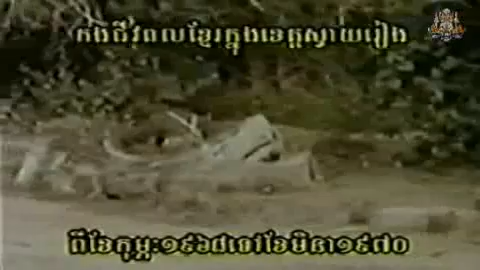 កងជីវពលខ្មែរក្នុងខេត្តស្វាយរៀង
ពីខែកុម្ភៈ១៩៦៨ទៅខែមិនា១៩៧០